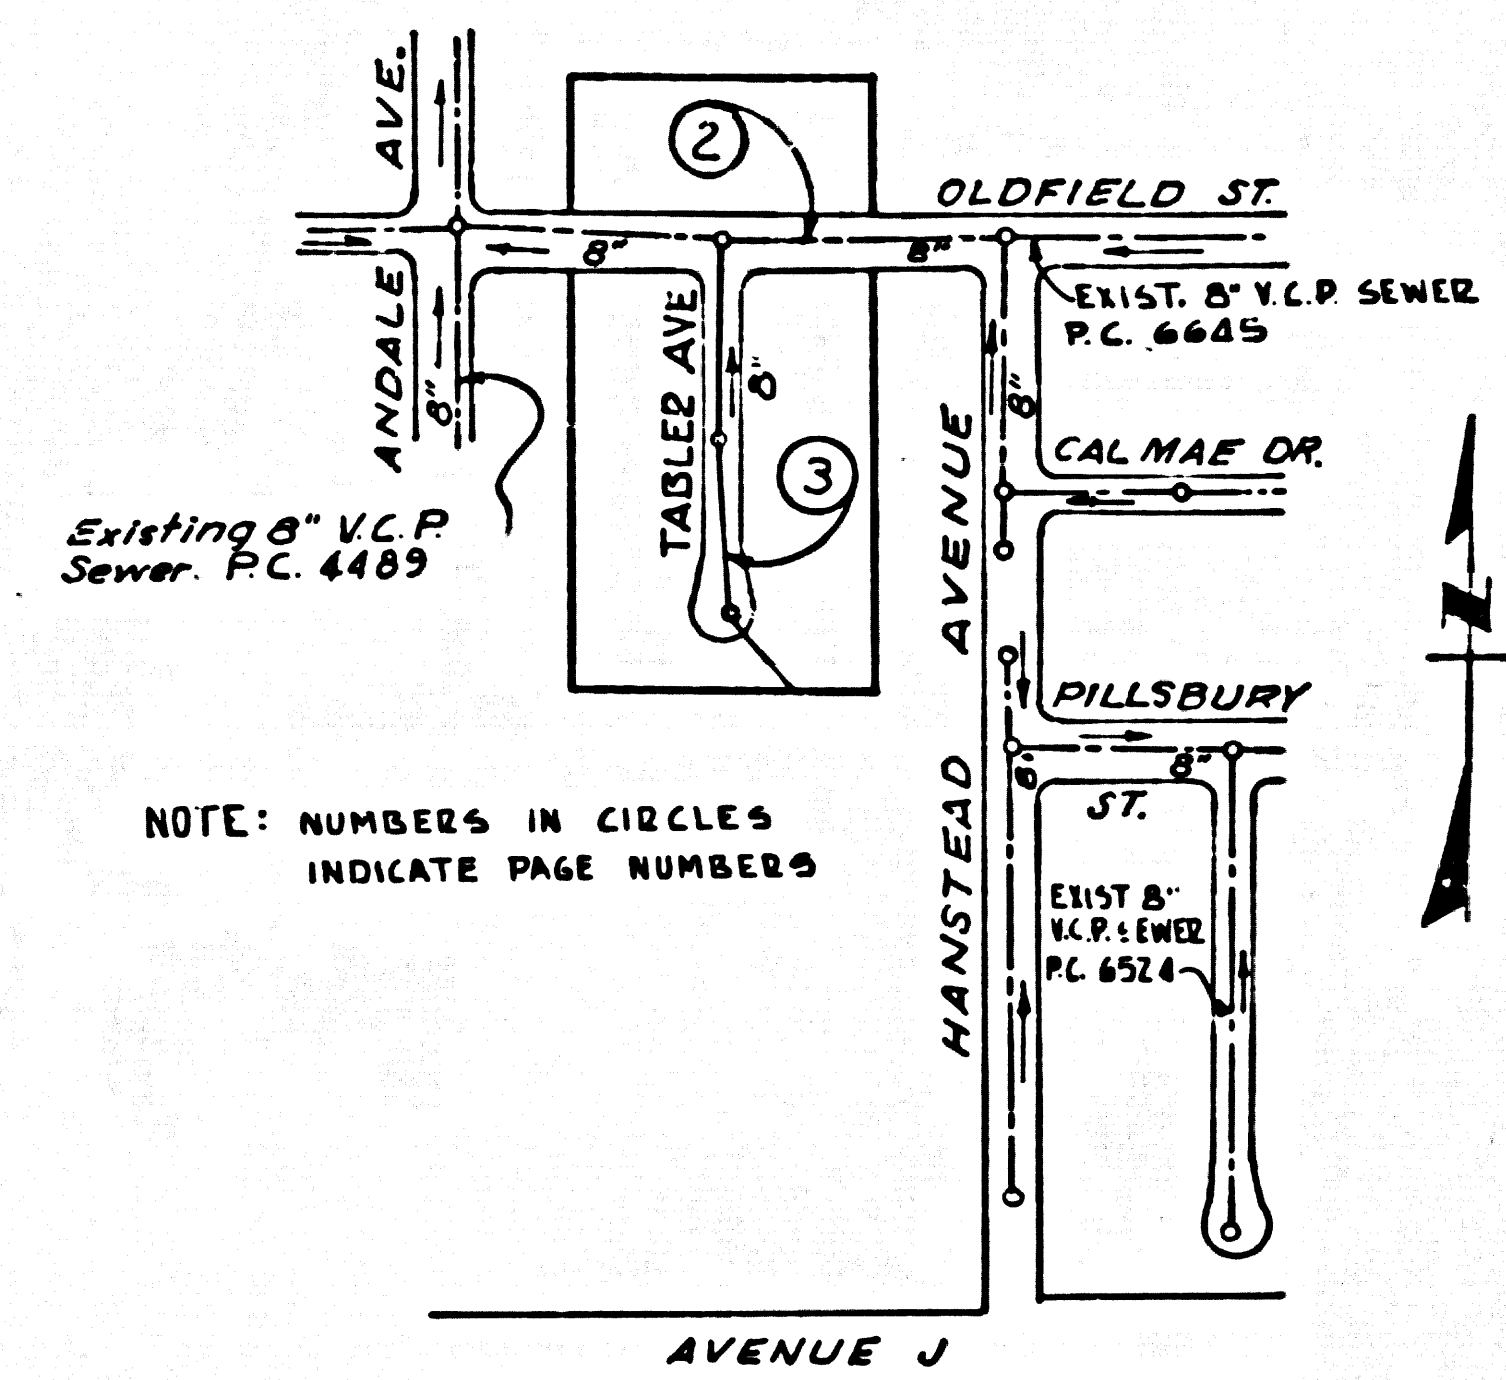 ANDALE AVE.
2
OLDFIELD ST.
8"
8"
EXIST. 8" V.C.P. SEWER
P.C. 6645
TABLER AVE
8"
8"
8"
3
CAL MAE DR.
Existing 8" V.C.P.
Sewer. P.C. 4489
HANSTEAD AVENUE
N
PILLSBURY
ST.
8"
8"
NOTE: NUMBERS IN CIRCLES
INDICATE PAGE NUMBERS
EXIST 8"
V.C.P. SEWER
P.C. 6524
AVENUE J